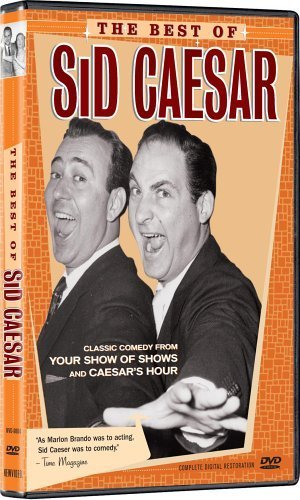 THE BEST OF
SID CAESAR
CLASSIC COMEDY FROM
YOUR SHOW OF SHOWS
AND CAESAR'S HOUR
"As Marlon Brando was to acting,
Sid Caeser was to comedy."
- Time Magazine
COMPLETE DIGITAL RESTORATION
DVD
VIDEO
THE BEST OF SID CAESAR
DVD
NEWVIDEO